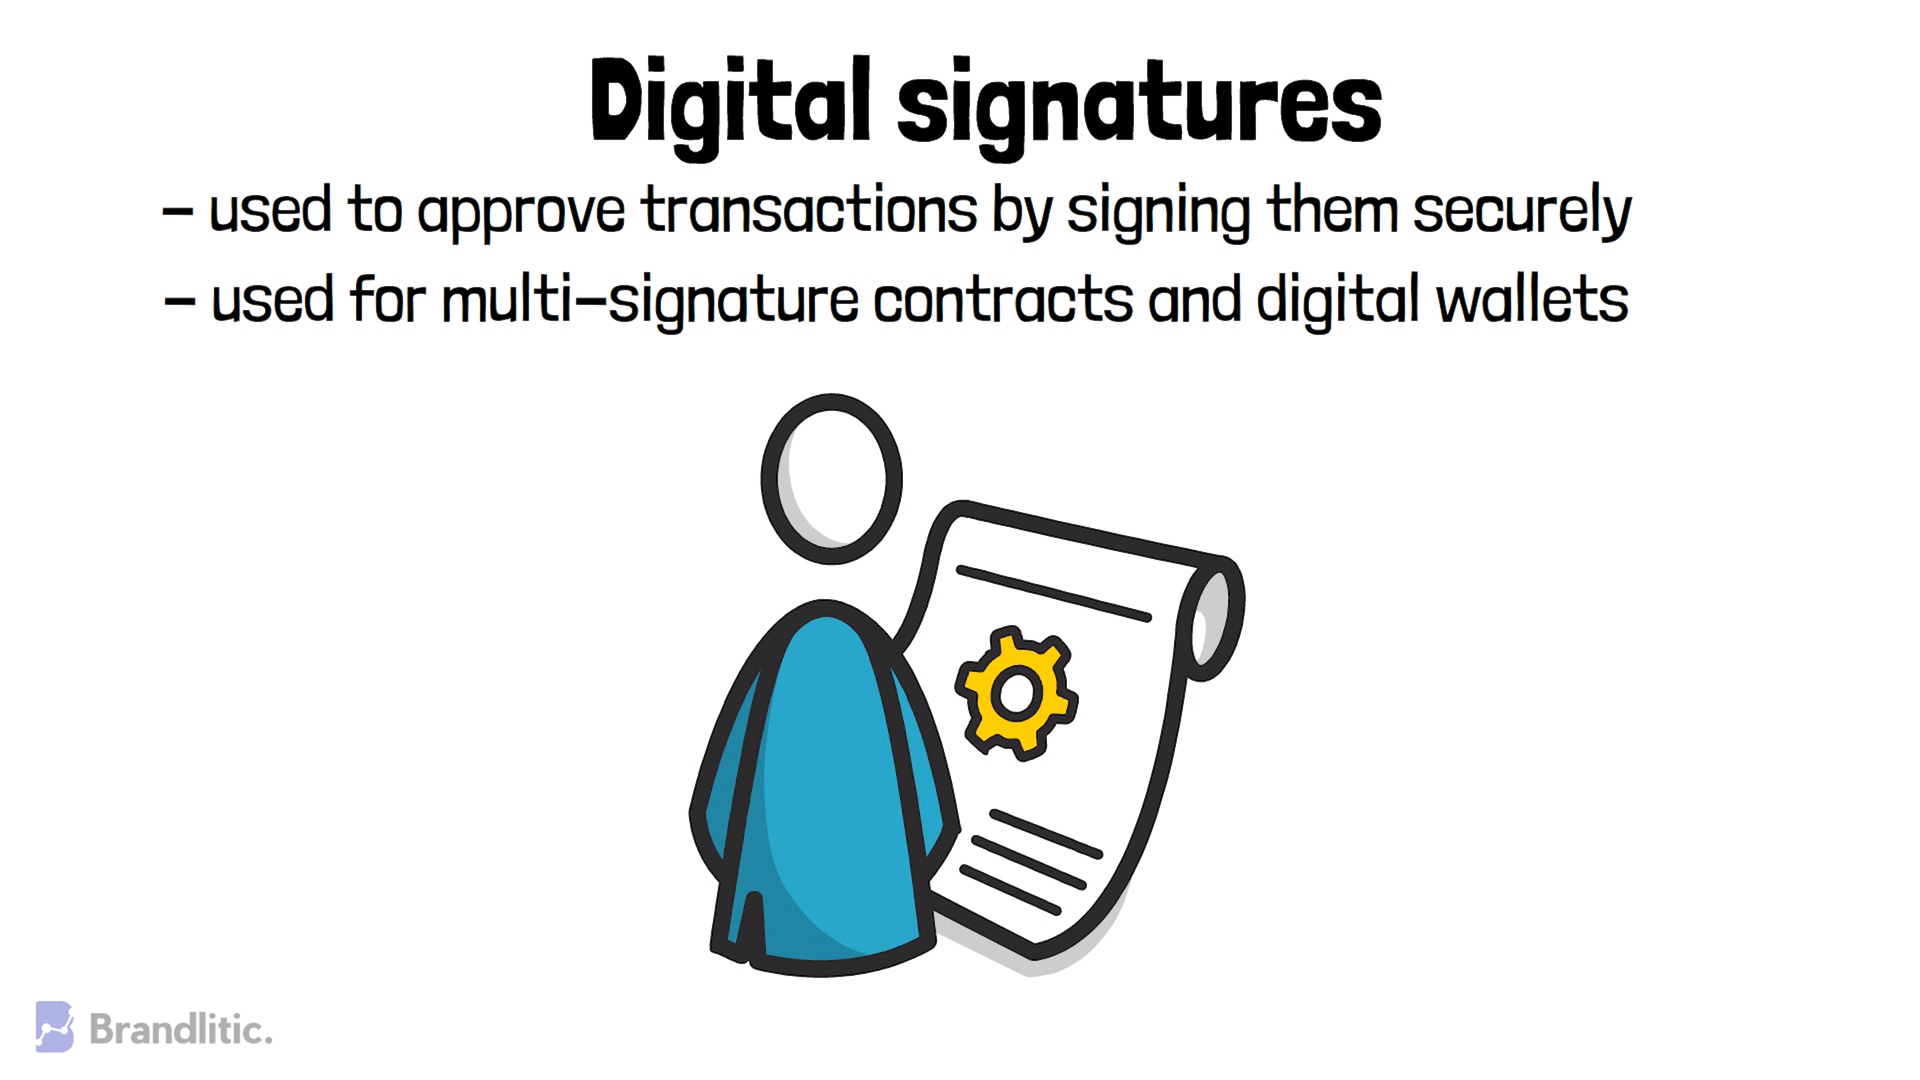 Digital signatures
- used to approve transactions by signing them securely
- used for multi-signature contracts and digital wallets
Brandlitic.